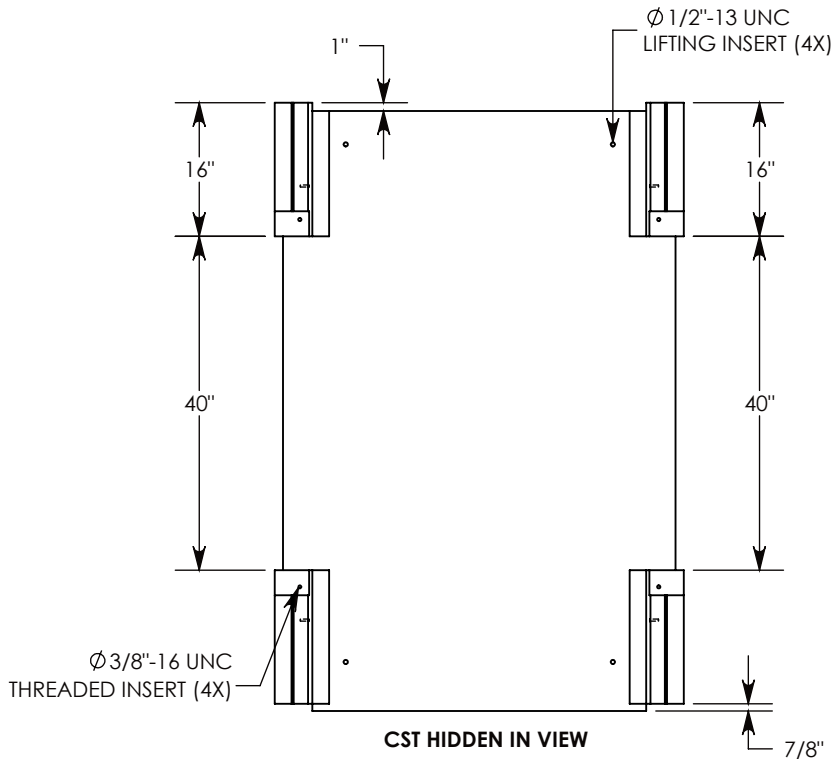 Ø 1/2"-13 UNC
LIFTING INSERT (4X)
1"
16"
16"
40"
40"
Ø 3/8"-16 UNC
THREADED INSERT (4X)
CST HIDDEN IN VIEW
7/8"